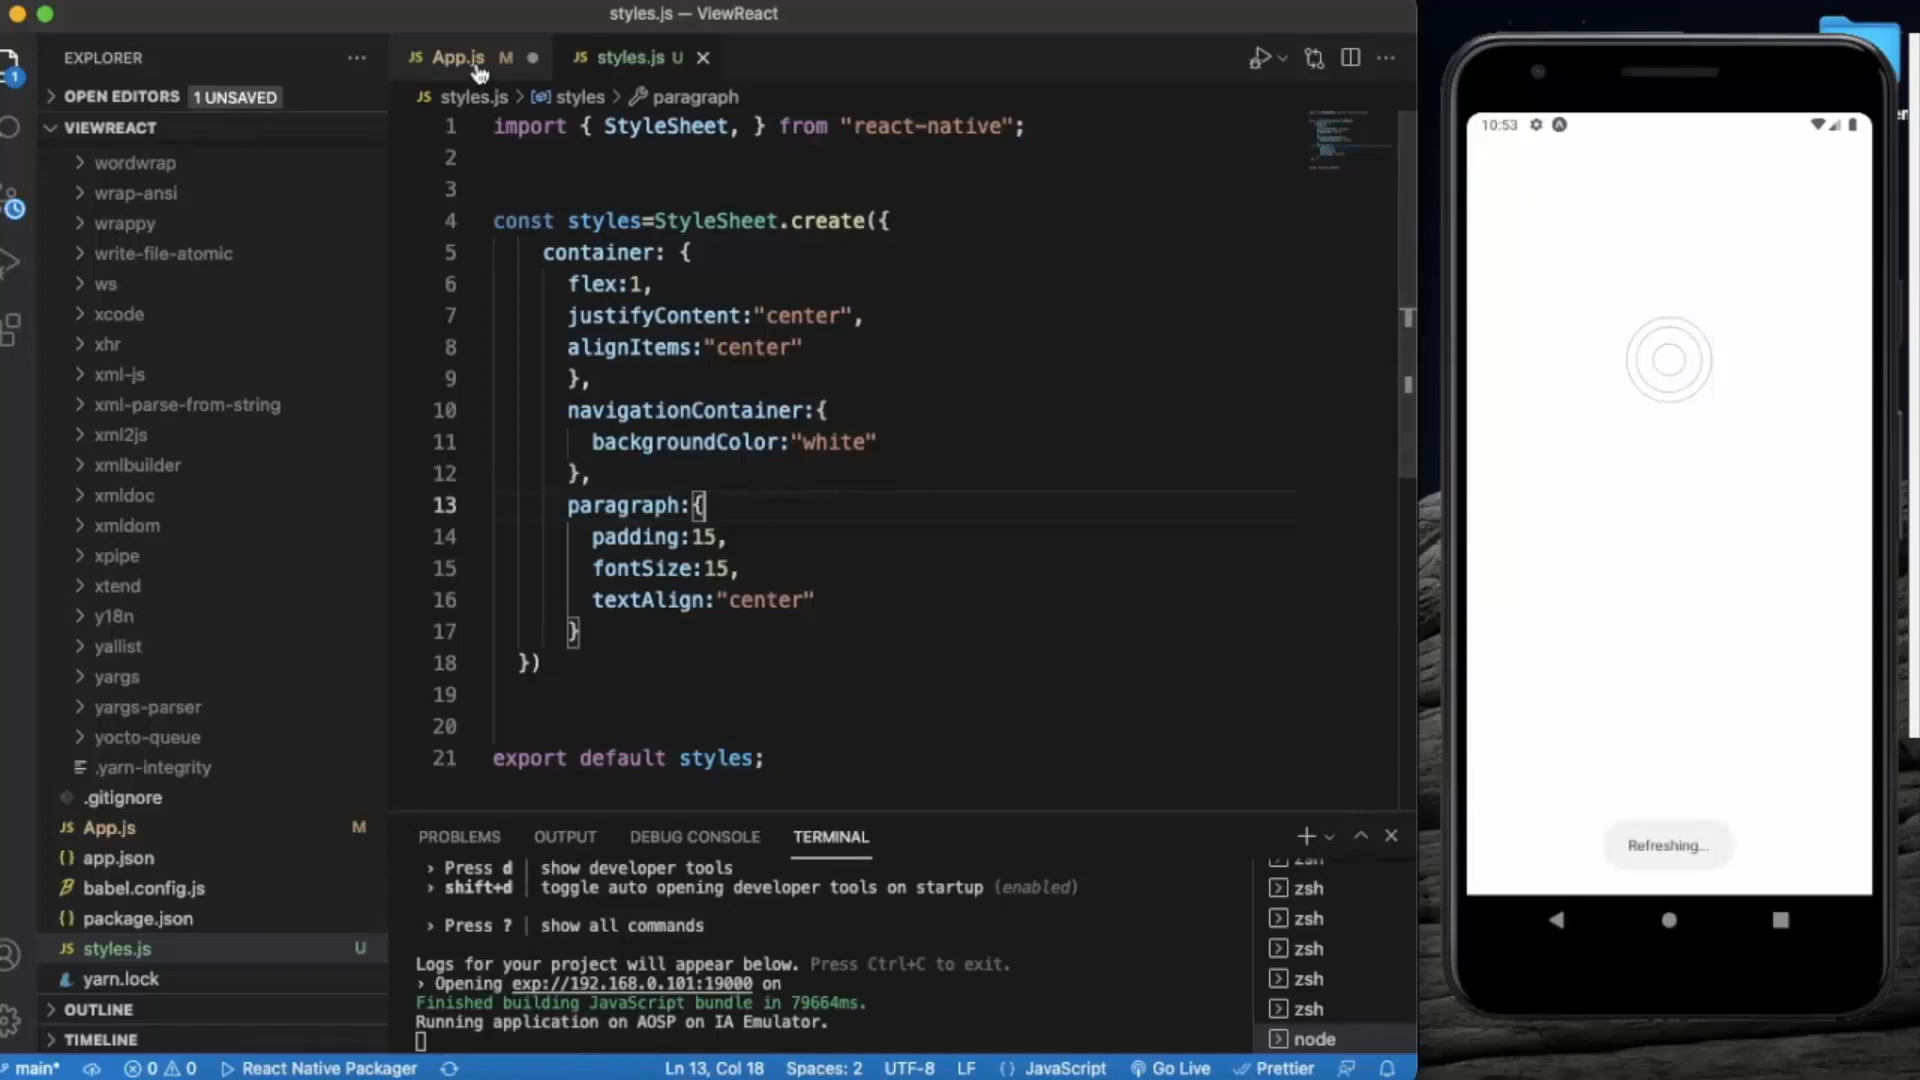 styles.js — ViewReact
EXPLORER
JS App.js M
JS styles.js U
1
OPEN EDITORS 1 UNSAVED
JS styles.js > styles > paragraph
VIEWREACT
wordwrap
wrap-ansi
wrappy
write-file-atomic
ws
xcode
xhr
xml-js
xml-parse-from-string
xml2js
xmlbuilder
xmldoc
xmldom
xpipe
xtend
y18n
yallist
yargs
yargs-parser
yocto-queue
.yarn-integrity
.gitignore
JS App.js M
{} app.json
babel.config.js
{} package.json
JS styles.js U
yarn.lock
OUTLINE
TIMELINE
1 import { StyleSheet, } from "react-native";
2
3
4 const styles=StyleSheet.create({
5 container: {
6 flex:1,
7 justifyContent:"center",
8 alignItems:"center"
9 },
10 navigationContainer:{
11 backgroundColor:"white"
12 },
13 paragraph:{
14 padding:15,
15 fontSize:15,
16 textAlign:"center"
17 }
18 })
19
20
21 export default styles;
PROBLEMS OUTPUT DEBUG CONSOLE TERMINAL
› Press d | show developer tools
› shift+d | toggle auto opening developer tools on startup (enabled)
› Press ? | show all commands
Logs for your project will appear below. Press Ctrl+C to exit.
› Opening exp://192.168.0.101:19000 on
Finished building JavaScript bundle in 79664ms.
Running application on AOSP on IA Emulator.
zsh
zsh
zsh
zsh
zsh
zsh
node
main* 0 0 React Native Packager Ln 13, Col 18 Spaces: 2 UTF-8 LF {} JavaScript Go Live Prettier
10:53
Refreshing...